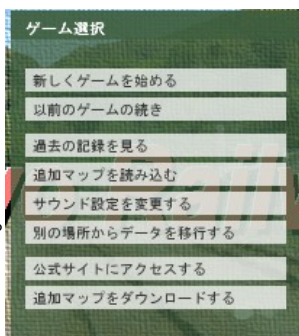 ゲーム選択
新しくゲームを始める
以前のゲームの続き
過去の記録を見る
追加マップを読み込む
サウンド設定を変更する
別の場所からデータを移行する
公式サイトにアクセスする
追加マップをダウンロードする